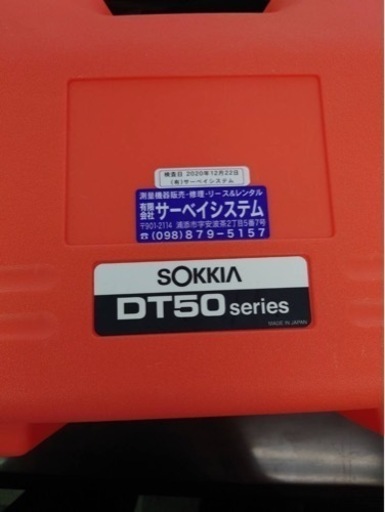 検査日 2020年12月22日
(有)サーベイシステム
測量機器販売・修理・リース&レンタル
有限会社 サーベイシステム
〒901-2114 浦添市字安波茶2丁目5番7号
☎(098)879-5157
SOKKIA
DT50 series
MADE IN JAPAN